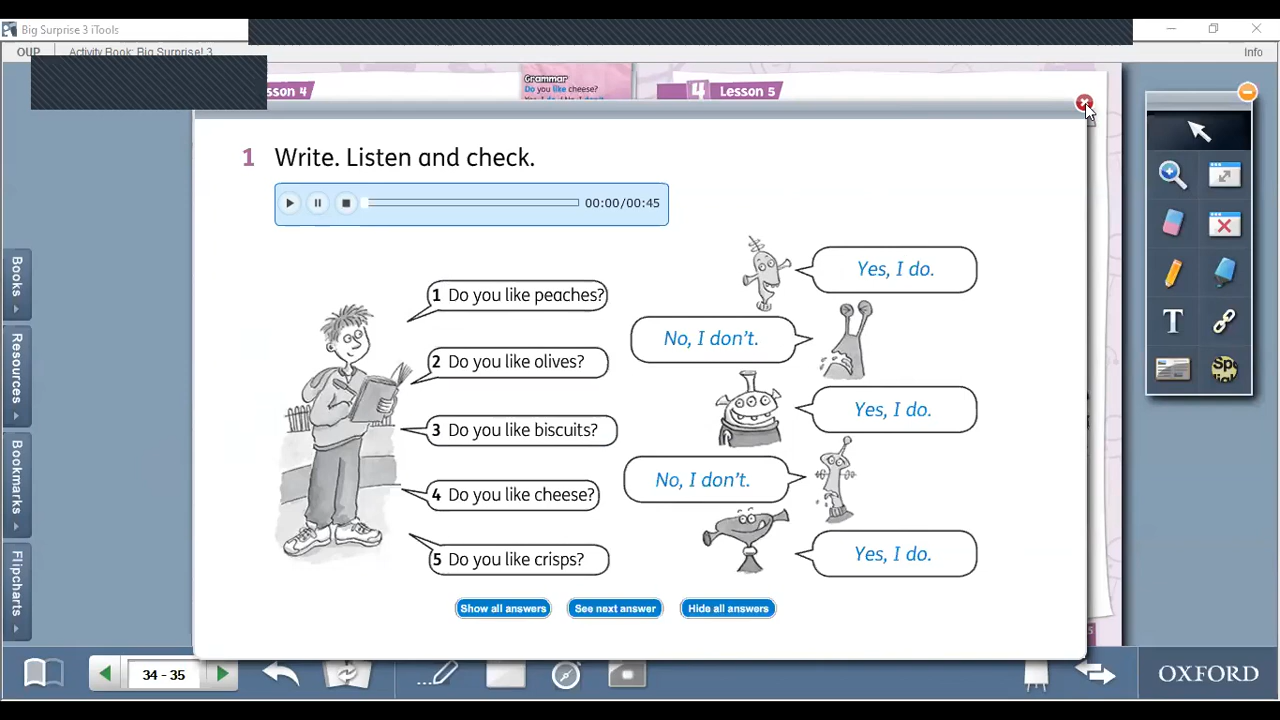 Big Surprise 3 iTools
OUP
Activity Book: Big Surprise! 3
Info
sson 4
Grammar
Do you like cheese?
4 Lesson 5
1 Write. Listen and check.
00:00/00:45
1 Do you like peaches?
Yes, I do.
2 Do you like olives?
No, I don't.
3 Do you like biscuits?
Yes, I do.
4 Do you like cheese?
No, I don't.
5 Do you like crisps?
Yes, I do.
Show all answers
See next answer
Hide all answers
Books
Resources
Bookmarks
Flipcharts
T
34 - 35
OXFORD